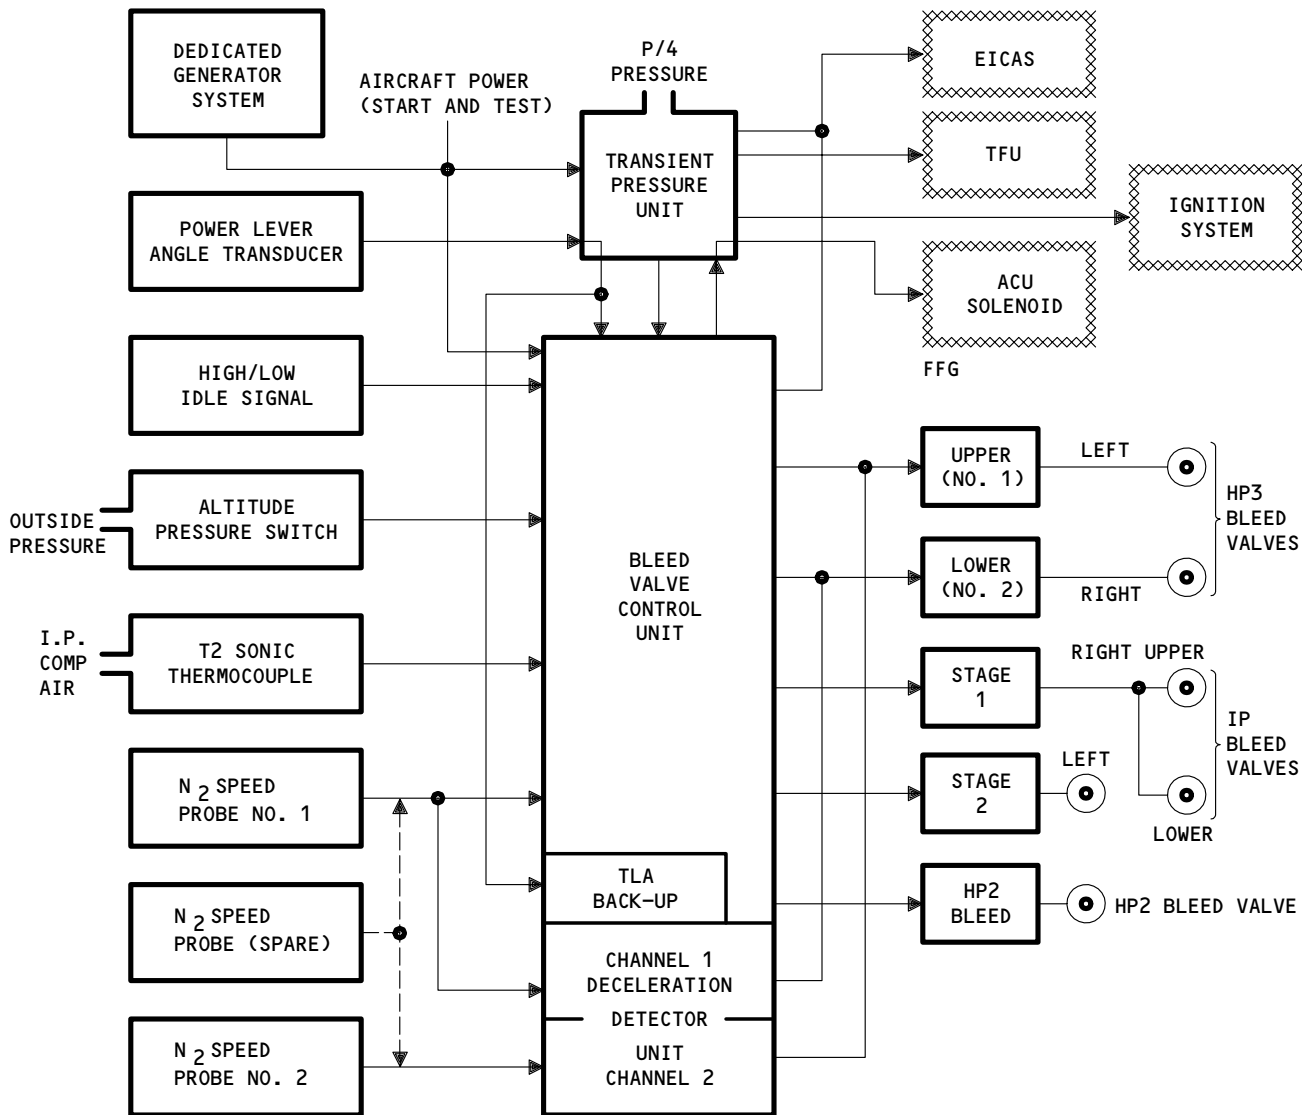 DEDICATED
GENERATOR
SYSTEM
AIRCRAFT POWER
(START AND TEST)
P/4
PRESSURE
TRANSIENT
PRESSURE
UNIT
EICAS
TFU
IGNITION
SYSTEM
ACU
SOLENOID
FFG
POWER LEVER
ANGLE TRANSDUCER
HIGH/LOW
IDLE SIGNAL
OUTSIDE
PRESSURE
ALTITUDE
PRESSURE SWITCH
I.P.
COMP
AIR
T2 SONIC
THERMOCOUPLE
N2 SPEED
PROBE NO. 1
N2 SPEED
PROBE (SPARE)
N2 SPEED
PROBE NO. 2
BLEED
VALVE
CONTROL
UNIT
TLA
BACK-UP
CHANNEL 1
DECELERATION
DETECTOR
UNIT
CHANNEL 2
UPPER
(NO. 1)
LEFT
LOWER
(NO. 2)
RIGHT
HP3
BLEED
VALVES
STAGE
1
RIGHT UPPER
STAGE
2
LEFT
LOWER
IP
BLEED
VALVES
HP2
BLEED
HP2 BLEED VALVE